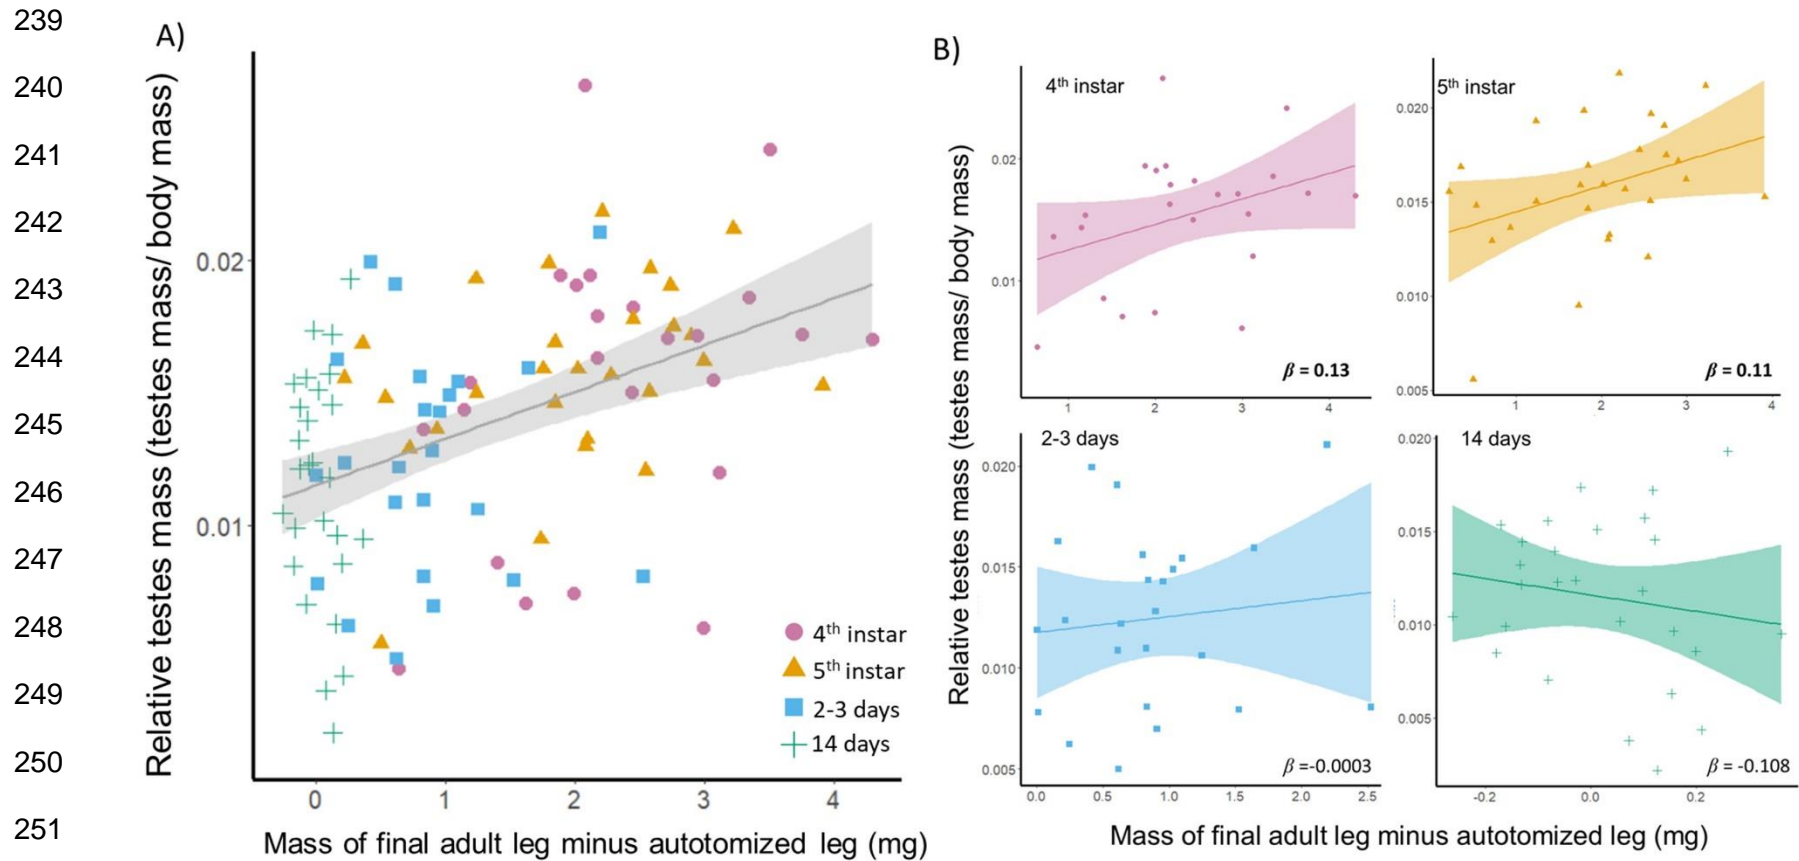 239
240
241
242
243
244
245
246
247
248
249
250
251
A)
Relative testes mass (testes mass/ body mass)
0.02
0.01
4th instar
5th instar
2-3 days
14 days
0 1 2 3 4
Mass of final adult leg minus autotomized leg (mg)
B)
Relative testes mass (testes mass/ body mass)
4th instar
0.02
0.01
β = 0.13
1 2 3 4
5th instar
0.020
0.015
0.010
0.005
β = 0.11
1 2 3 4
2-3 days
0.020
0.015
0.010
0.005
β =-0.0003
0.0 0.5 1.0 1.5 2.0 2.5
14 days
0.020
0.015
0.010
0.005
β = -0.108
-0.2 0.0 0.2
Mass of final adult leg minus autotomized leg (mg)